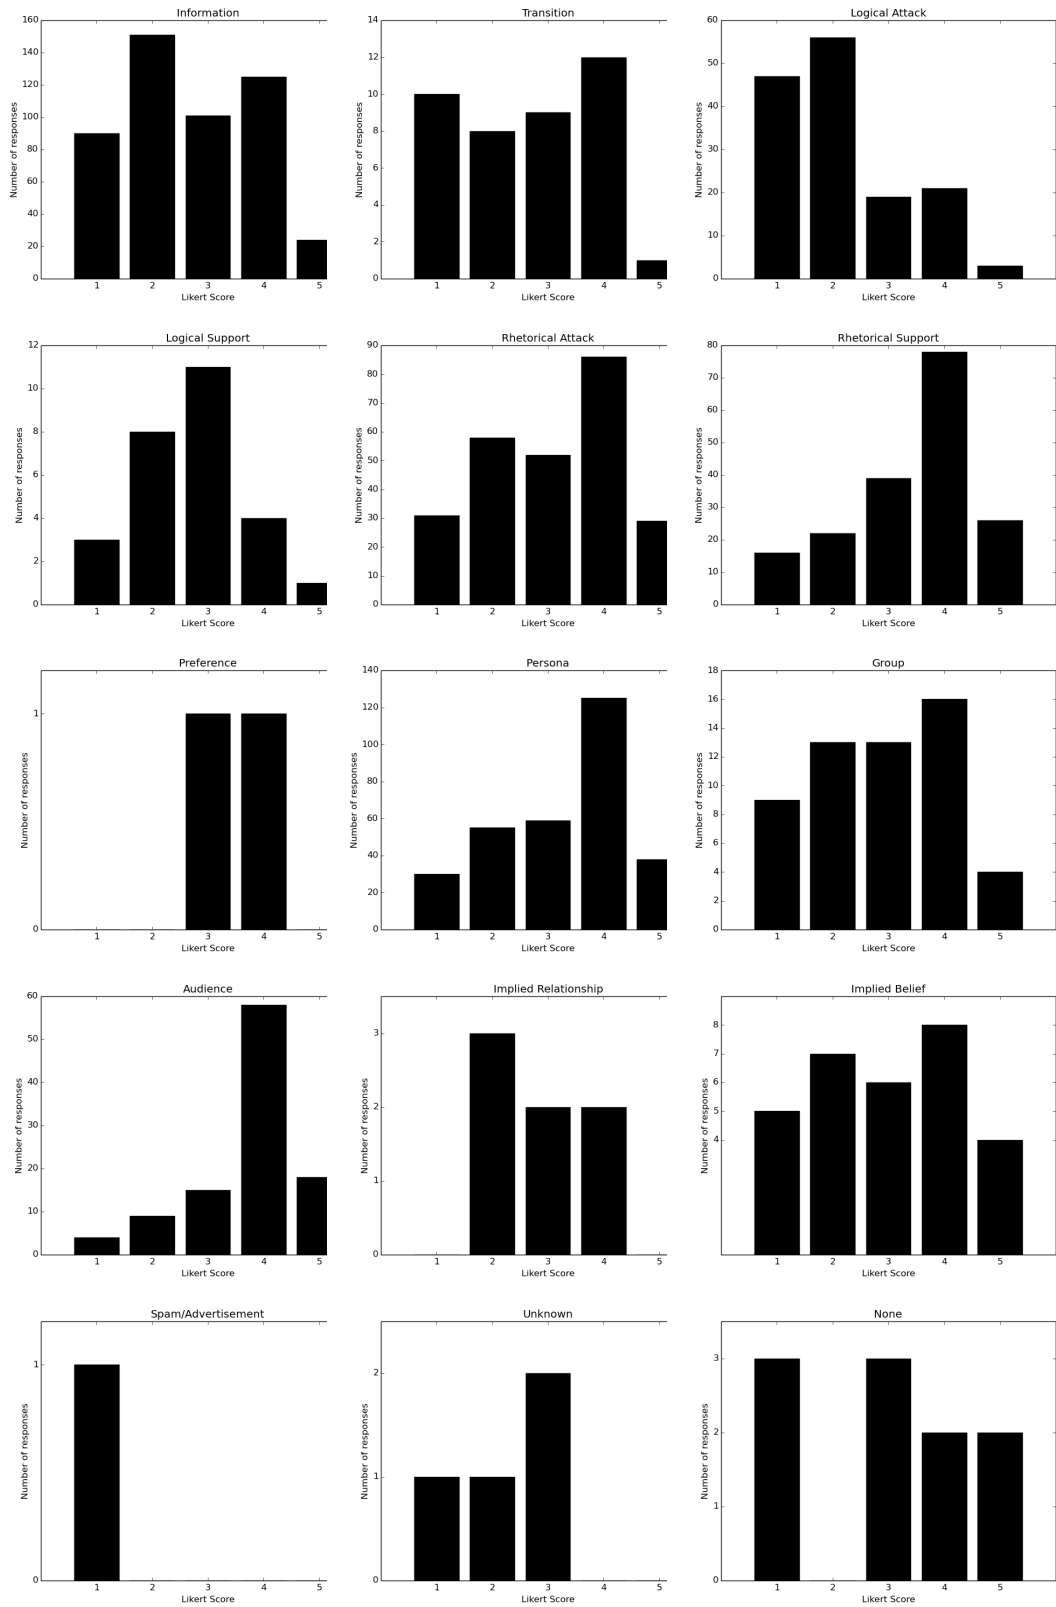 Information
Transition
Logical Attack
160
140
120
100
80
60
40
20
0
Number of responses
1 2 3 4 5
Likert Score
14
12
10
8
6
4
2
0
Number of responses
1 2 3 4 5
Likert Score
60
50
40
30
20
10
0
Number of responses
1 2 3 4 5
Likert Score
Logical Support
Rhetorical Attack
Rhetorical Support
12
10
8
6
4
2
0
Number of responses
1 2 3 4 5
Likert Score
90
80
70
60
50
40
30
20
10
0
Number of responses
1 2 3 4 5
Likert Score
80
70
60
50
40
30
20
10
0
Number of responses
1 2 3 4 5
Likert Score
Preference
Persona
Group
1
0
Number of responses
1 2 3 4 5
Likert Score
140
120
100
80
60
40
20
0
Number of responses
1 2 3 4 5
Likert Score
18
16
14
12
10
8
6
4
2
0
Number of responses
1 2 3 4 5
Likert Score
Audience
Implied Relationship
Implied Belief
60
50
40
30
20
10
0
Number of responses
1 2 3 4 5
Likert Score
3
2
1
0
Number of responses
1 2 3 4 5
Likert Score
8
7
6
5
4
Number of responses
1 2 3 4 5
Likert Score
Spam/Advertisement
Unknown
None
1
0
Number of responses
1 2 3 4 5
Likert Score
2
1
0
Number of responses
1 2 3 4 5
Likert Score
3
2
1
0
Number of responses
1 2 3 4 5
Likert Score